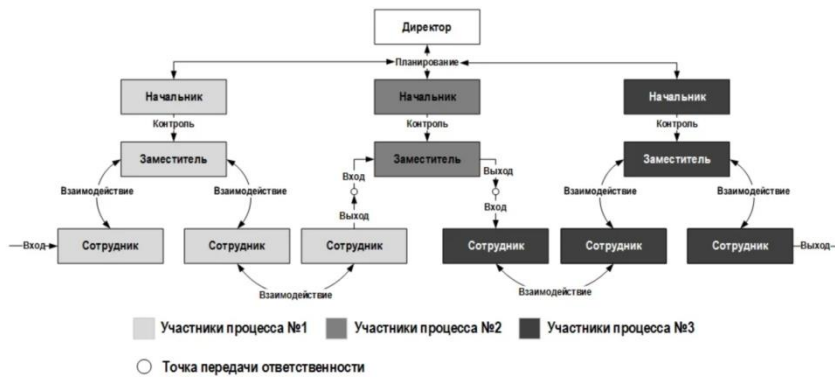 Директор
Планирование
Начальник
Начальник
Начальник
Контроль
Контроль
Контроль
Заместитель
Заместитель
Заместитель
Вход
Выход
Взаимодействие
Взаимодействие
Взаимодействие
Взаимодействие
Выход
Вход
Вход
Сотрудник
Сотрудник
Сотрудник
Сотрудник
Сотрудник
Сотрудник
Выход
Взаимодействие
Взаимодействие
Участники процесса №1
Участники процесса №2
Участники процесса №3
Точка передачи ответственности